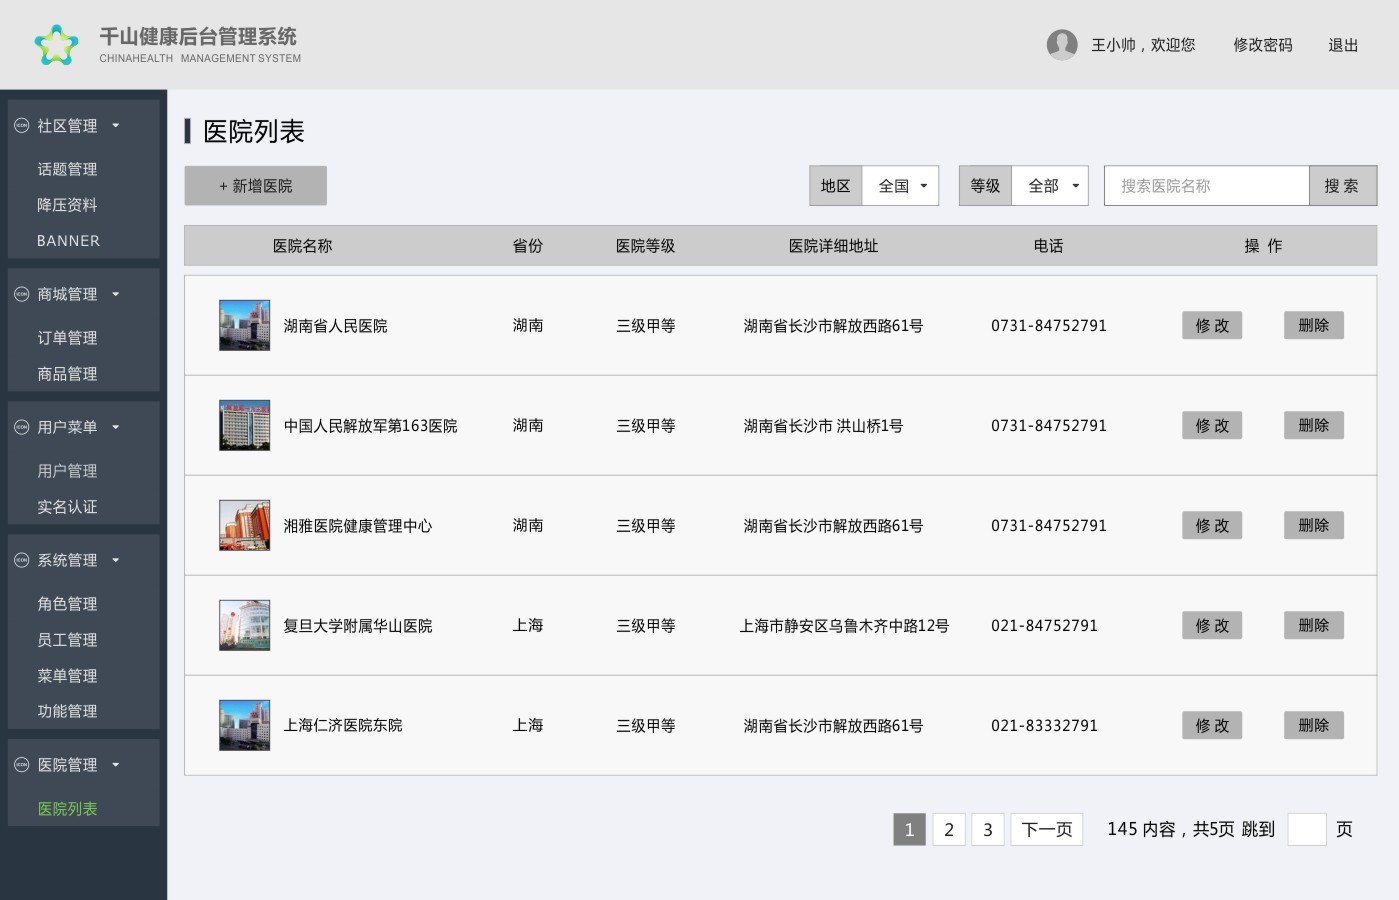 千山健康后台管理系统
CHINAHEALTH MANAGEMENT SYSTEM
王小帅，欢迎您 修改密码 退出
社区管理
话题管理
降压资料
BANNER
商城管理
订单管理
商品管理
用户菜单
用户管理
实名认证
系统管理
角色管理
员工管理
菜单管理
功能管理
医院管理
医院列表
医院列表
+ 新增医院 地区 全国 等级 全部 搜索医院名称 搜 索
医院名称 省份 医院等级 医院详细地址 电话 操 作
湖南省人民医院 湖南 三级甲等 湖南省长沙市解放西路61号 0731-84752791 修 改 删除
中国人民解放军第163医院 湖南 三级甲等 湖南省长沙市 洪山桥1号 0731-84752791 修 改 删除
湘雅医院健康管理中心 湖南 三级甲等 湖南省长沙市解放西路61号 0731-84752791 修 改 删除
复旦大学附属华山医院 上海 三级甲等 上海市静安区乌鲁木齐中路12号 021-84752791 修 改 删除
上海仁济医院东院 上海 三级甲等 湖南省长沙市解放西路61号 021-83332791 修 改 删除
1 2 3 下一页 145 内容，共5页 跳到 页